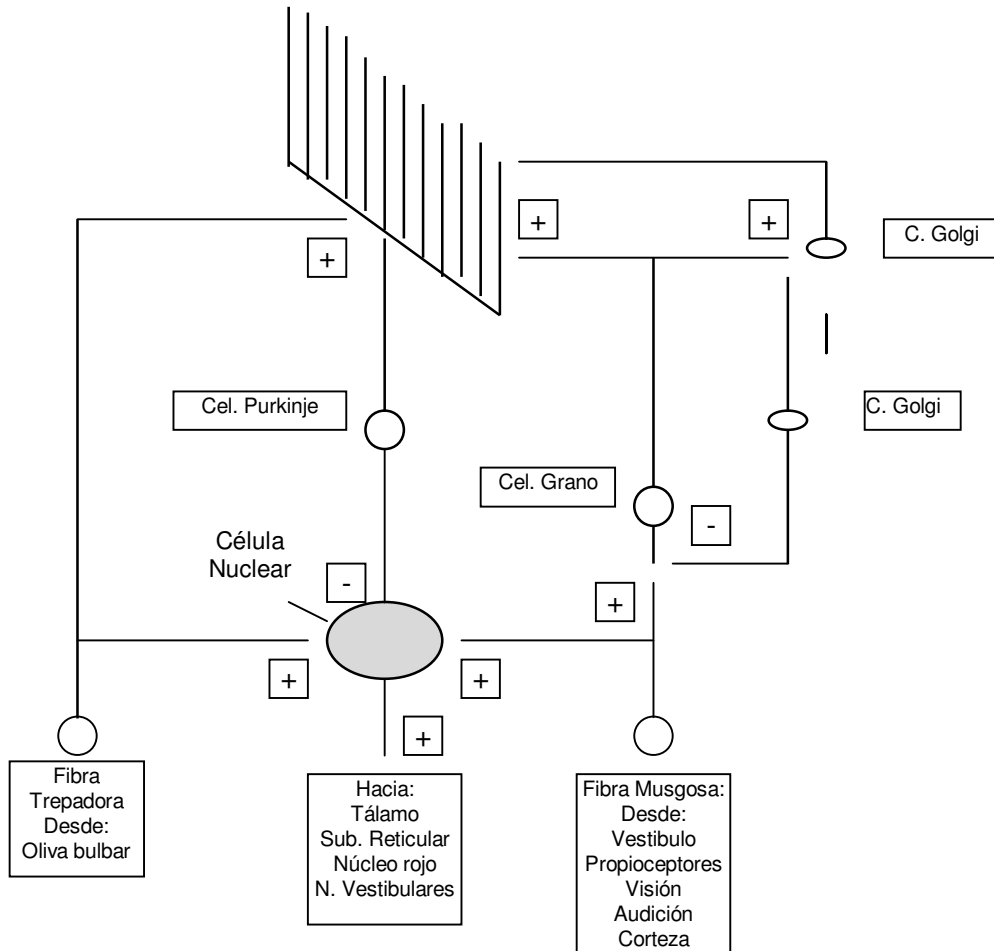 +
+
C. Golgi
+
Cel. Purkinje
C. Golgi
Cel. Grano
-
Célula
Nuclear
-
+
+
+
+
Fibra
Trepadora
Desde:
Oliva bulbar
Hacia:
Tálamo
Sub. Reticular
Núcleo rojo
N. Vestibulares
Fibra Musgosa:
Desde:
Vestibulo
Propioceptores
Visión
Audición
Corteza